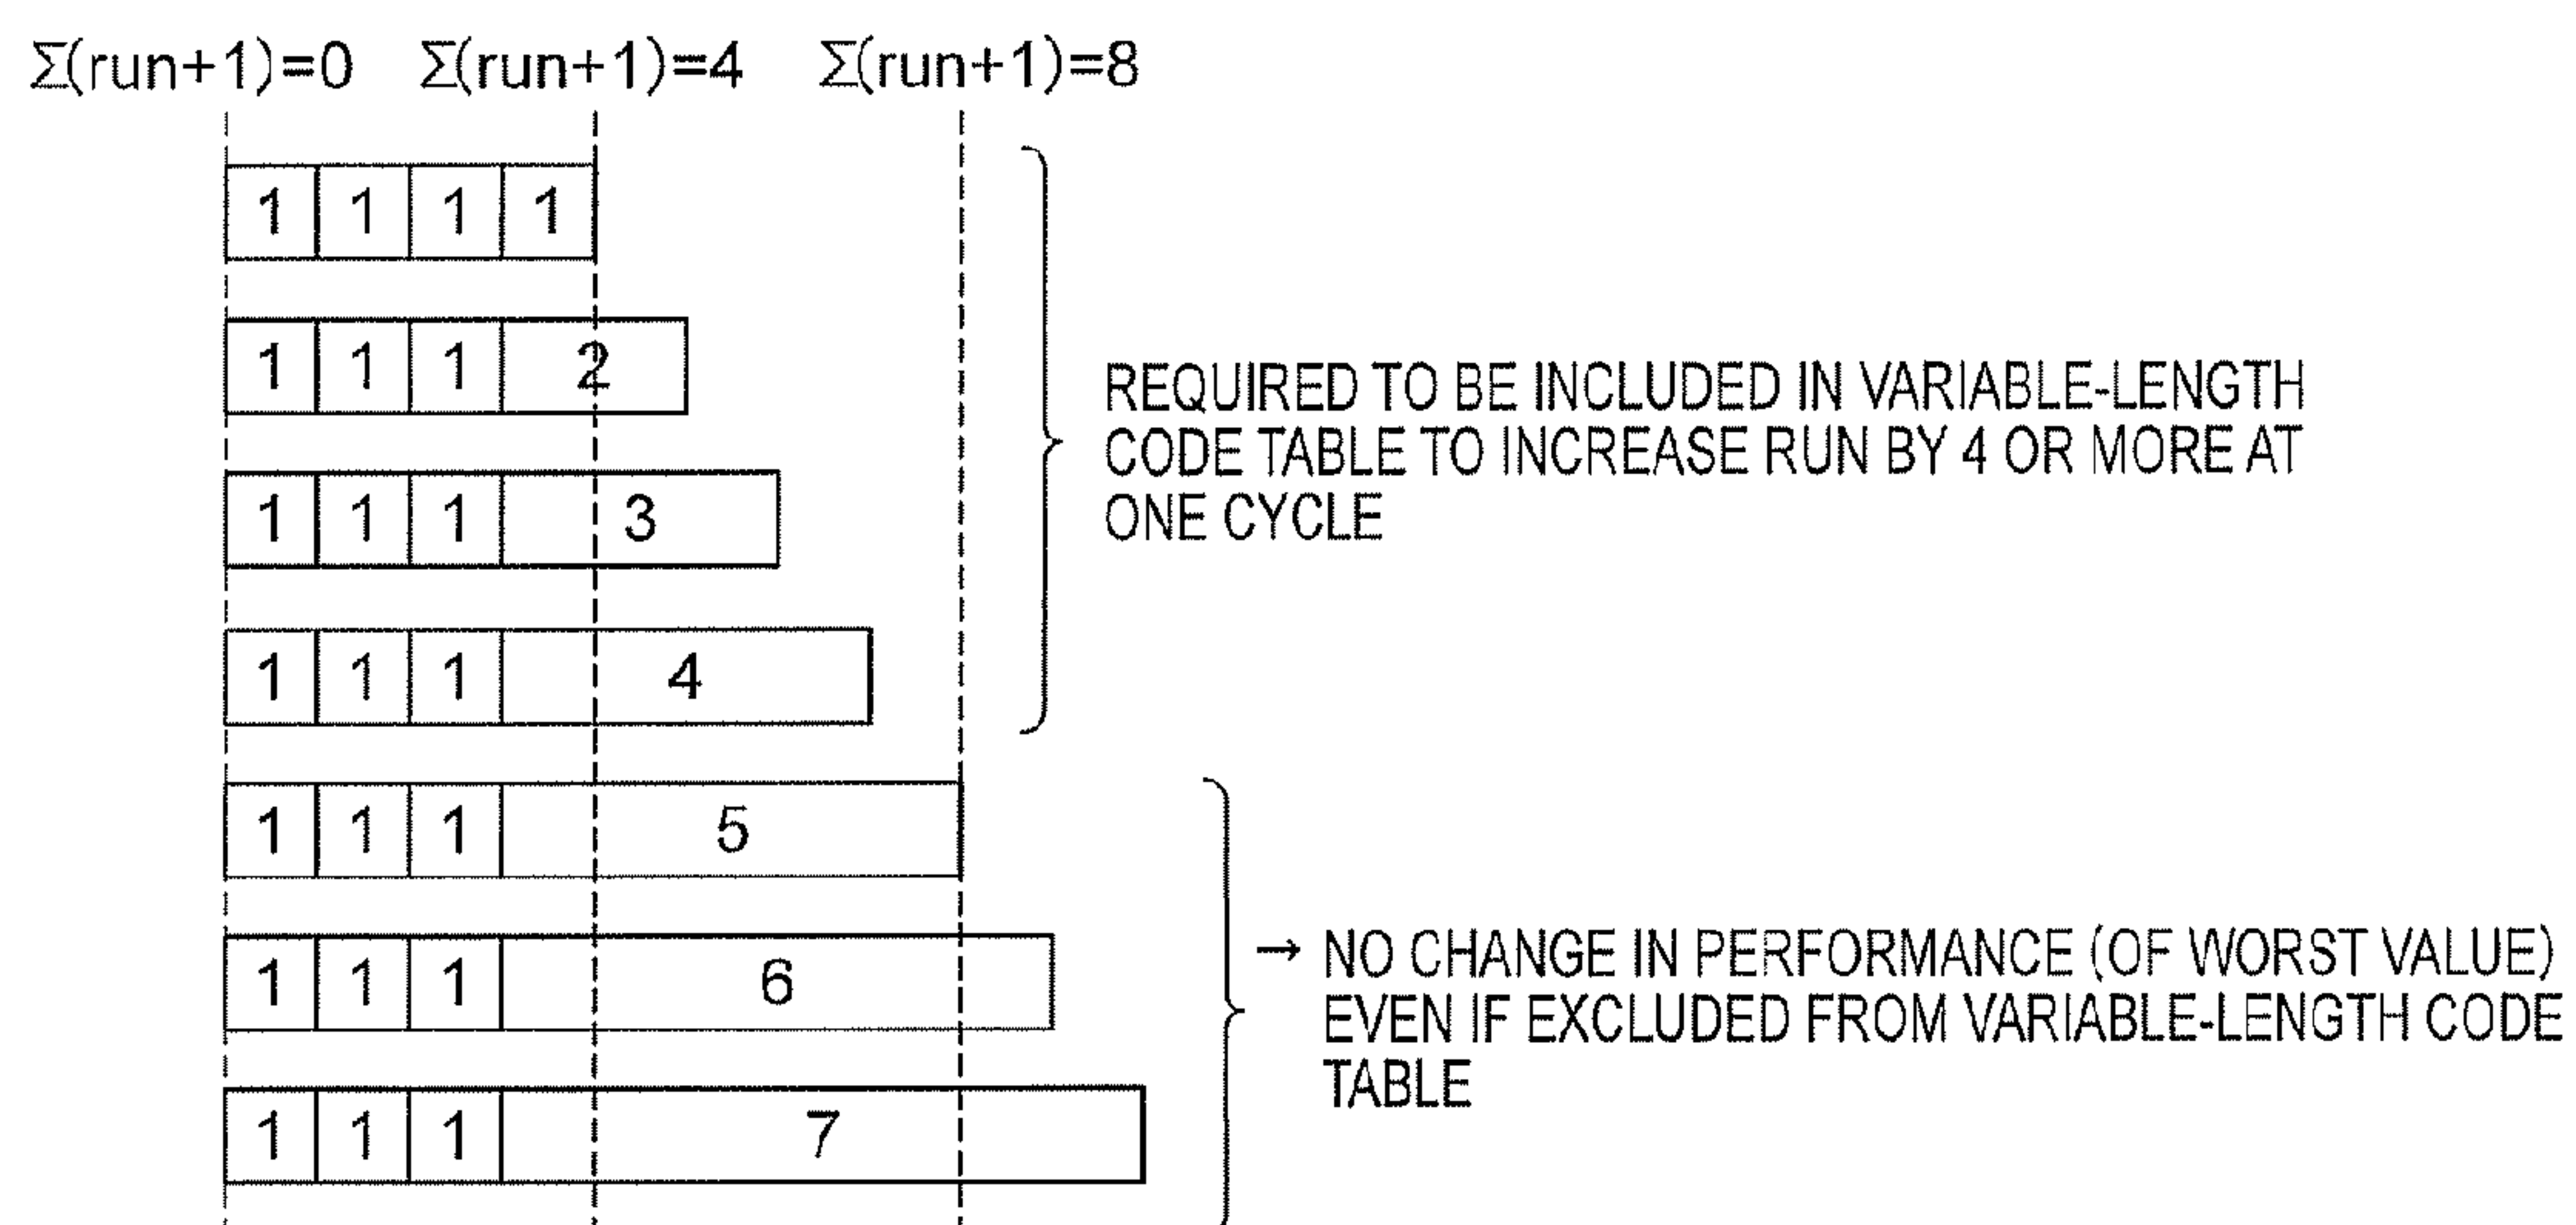 Σ(run+1)=0 Σ(run+1)=4 Σ(run+1)=8
1 1 1 1
1 1 1 2
1 1 1 3
1 1 1 4
REQUIRED TO BE INCLUDED IN VARIABLE-LENGTH
CODE TABLE TO INCREASE RUN BY 4 OR MORE AT
ONE CYCLE
1 1 1 5
1 1 1 6
1 1 1 7
→ NO CHANGE IN PERFORMANCE (OF WORST VALUE)
EVEN IF EXCLUDED FROM VARIABLE-LENGTH CODE
TABLE